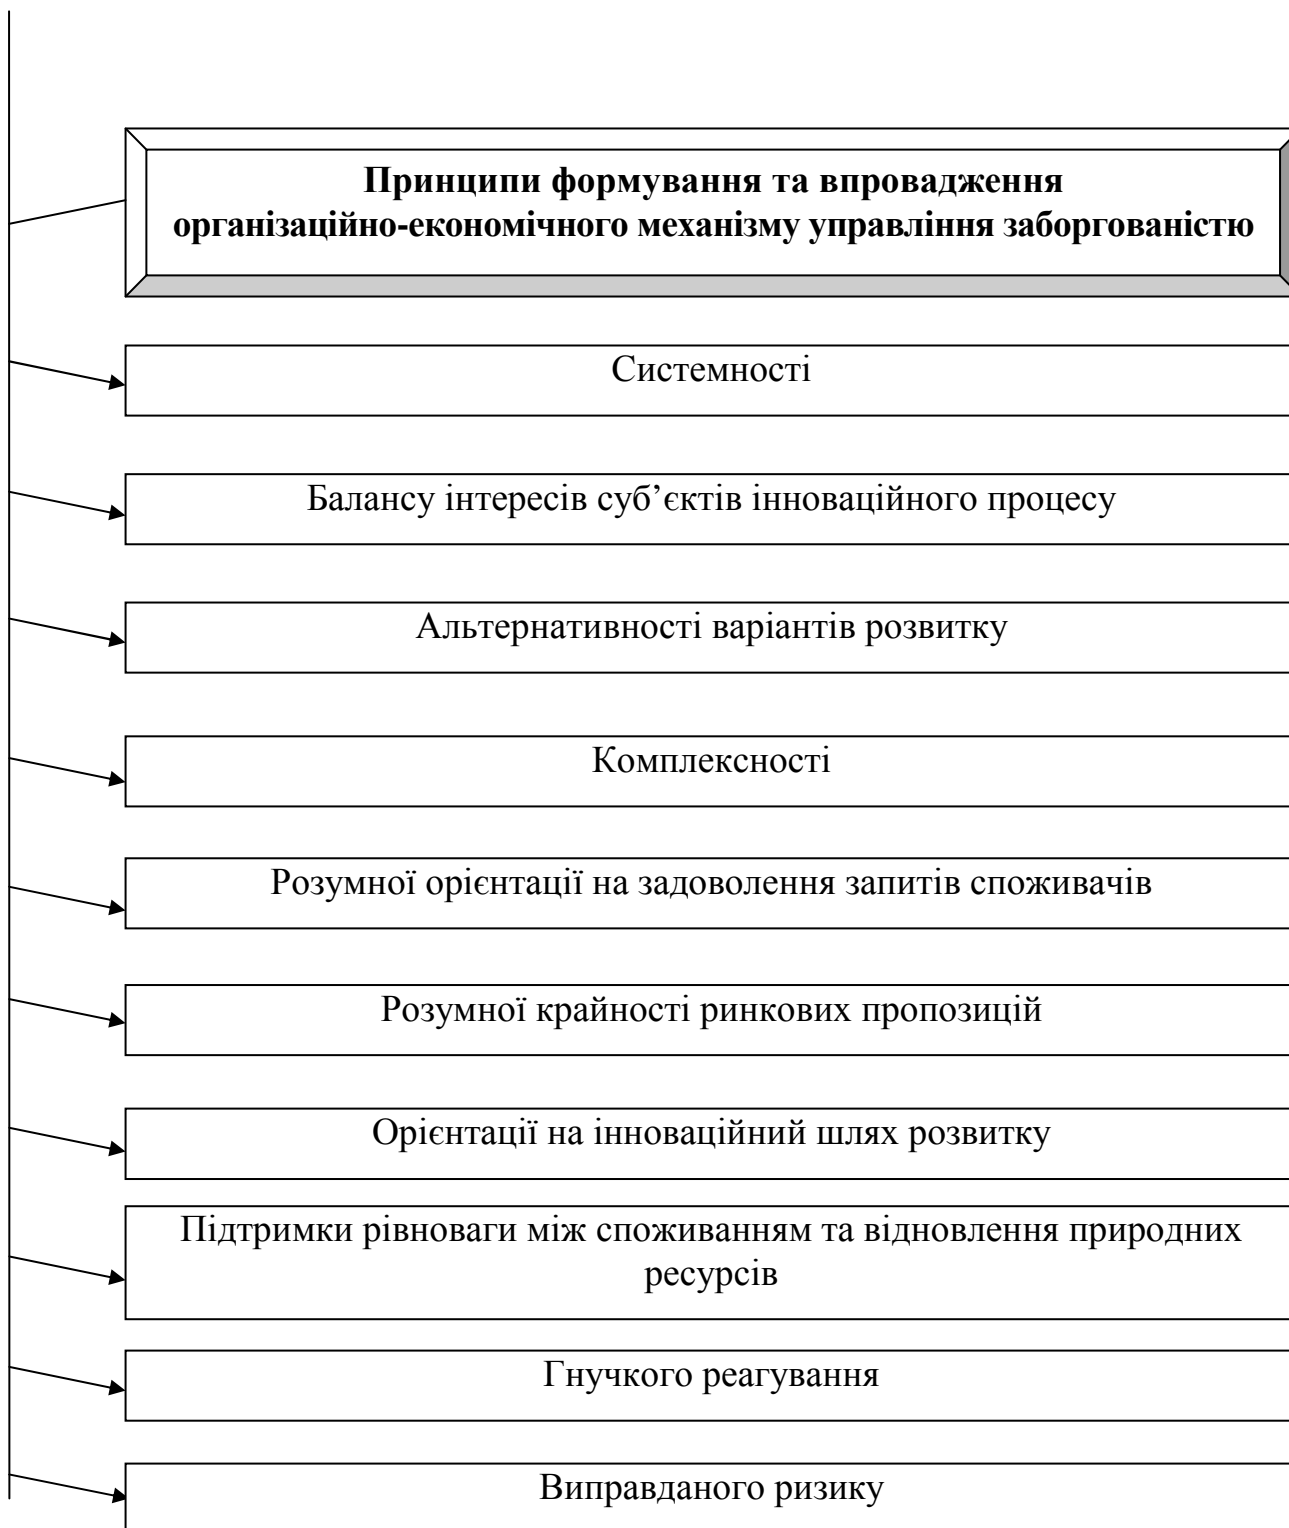 Принципи формування та впровадження
організаційно-економічного механізму управління заборгованістю
Системності
Балансу інтересів суб’єктів інноваційного процесу
Альтернативності варіантів розвитку
Комплексності
Розумної орієнтації на задоволення запитів споживачів
Розумної крайності ринкових пропозицій
Орієнтації на інноваційний шлях розвитку
Підтримки рівноваги між споживанням та відновлення природних
ресурсів
Гнучкого реагування
Виправданого ризику